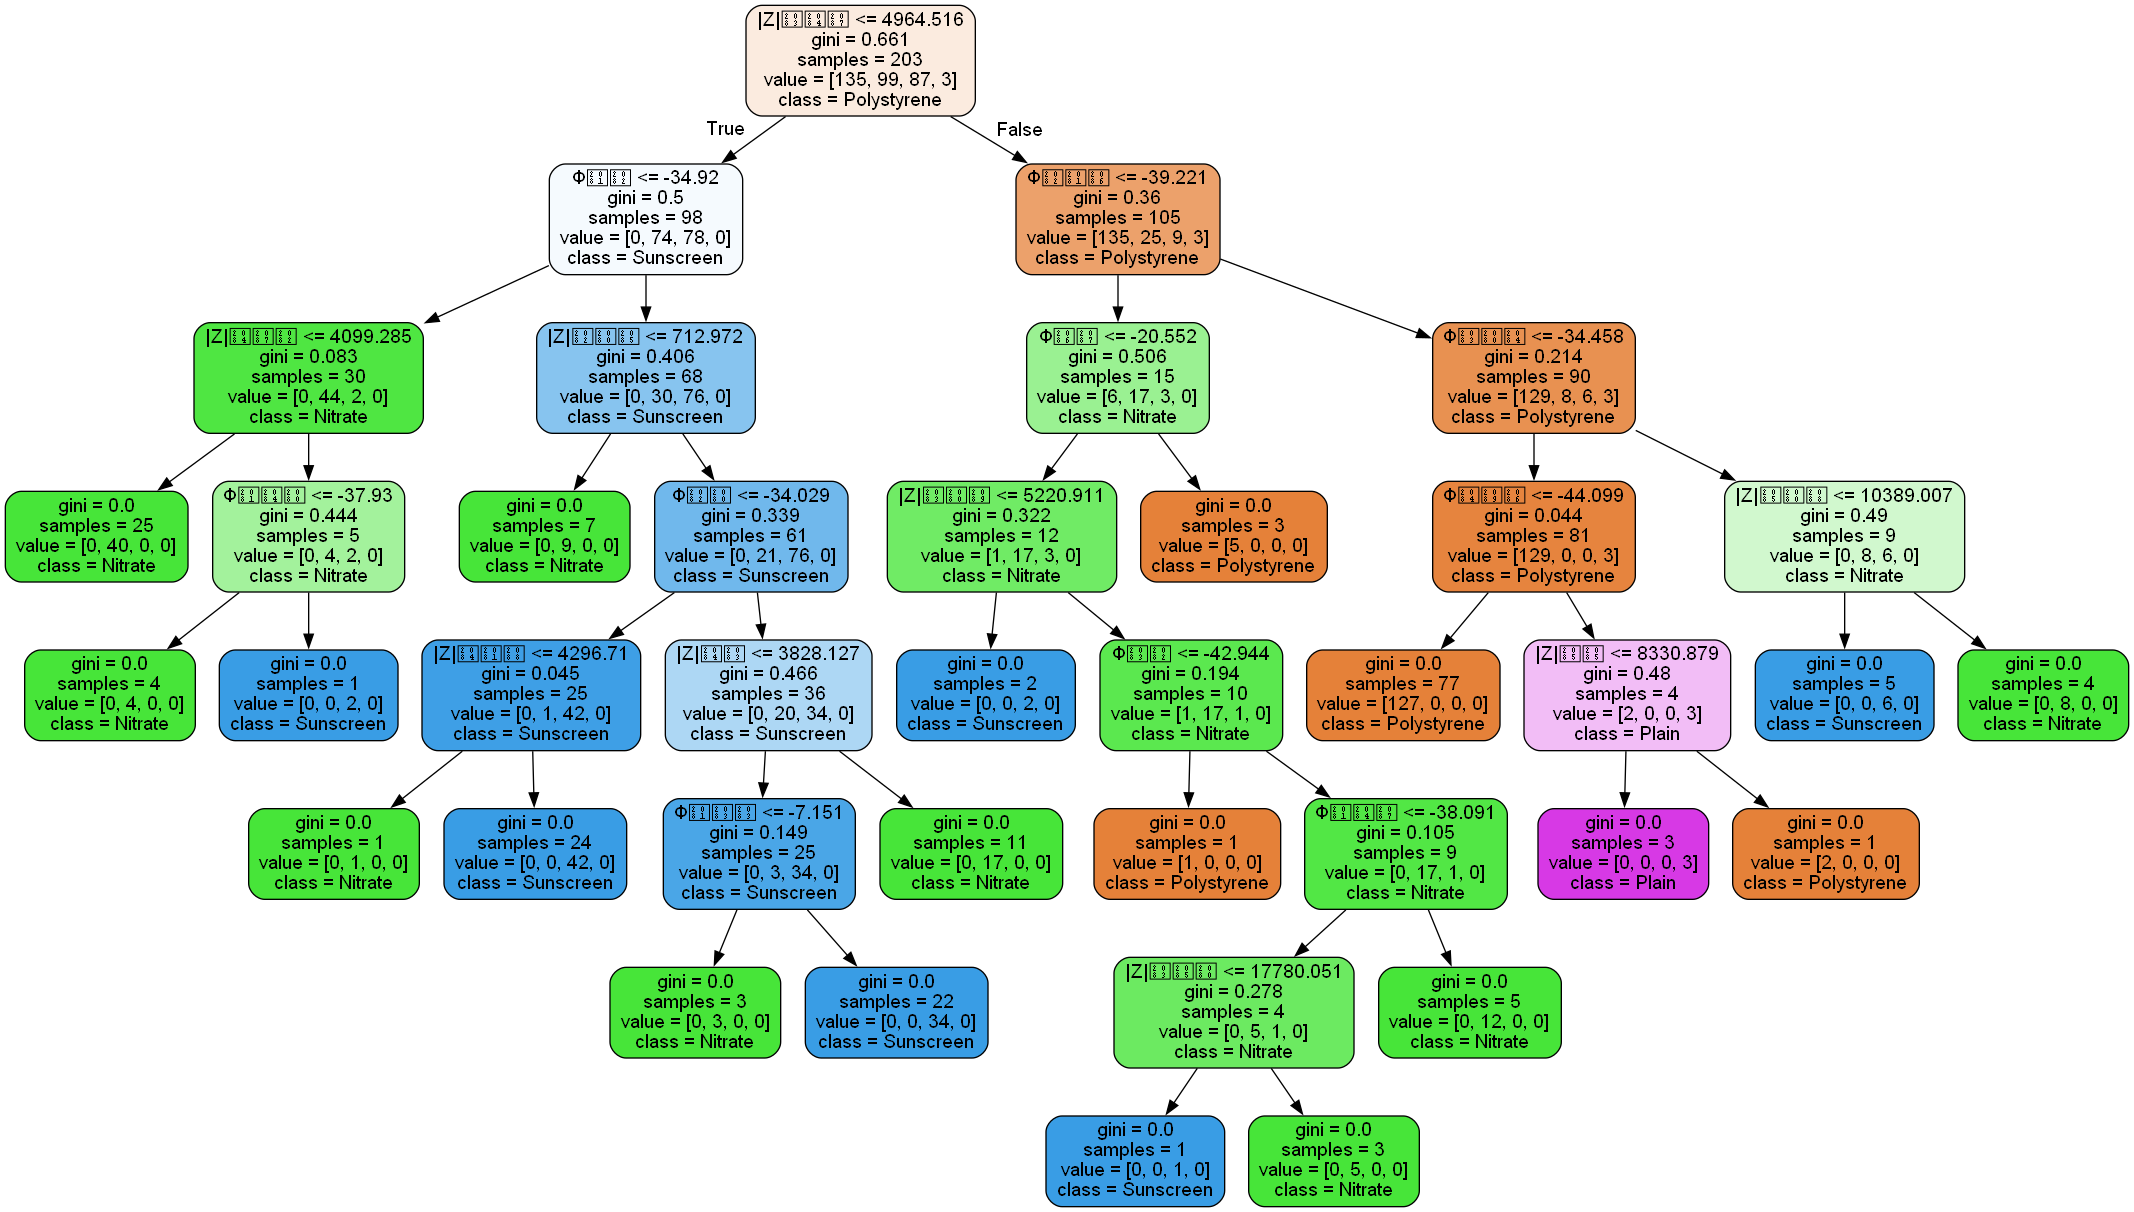 |Z| <= 4964.516
gini = 0.661
samples = 203
value = [135, 99, 87, 3]
class = Polystyrene
True
False
Φ <= -34.92
gini = 0.5
samples = 98
value = [0, 74, 78, 0]
class = Sunscreen
Φ <= -39.221
gini = 0.36
samples = 105
value = [135, 25, 9, 3]
class = Polystyrene
|Z| <= 4099.285
gini = 0.083
samples = 30
value = [0, 44, 2, 0]
class = Nitrate
|Z| <= 712.972
gini = 0.406
samples = 68
value = [0, 30, 76, 0]
class = Sunscreen
Φ <= -20.552
gini = 0.506
samples = 15
value = [6, 17, 3, 0]
class = Nitrate
Φ <= -34.458
gini = 0.214
samples = 90
value = [129, 8, 6, 3]
class = Polystyrene
gini = 0.0
samples = 25
value = [0, 40, 0, 0]
class = Nitrate
Φ <= -37.93
gini = 0.444
samples = 5
value = [0, 4, 2, 0]
class = Nitrate
gini = 0.0
samples = 7
value = [0, 9, 0, 0]
class = Nitrate
Φ <= -34.029
gini = 0.339
samples = 61
value = [0, 21, 76, 0]
class = Sunscreen
|Z| <= 5220.911
gini = 0.322
samples = 12
value = [1, 17, 3, 0]
class = Nitrate
gini = 0.0
samples = 3
value = [5, 0, 0, 0]
class = Polystyrene
Φ <= -44.099
gini = 0.044
samples = 81
value = [129, 0, 0, 3]
class = Polystyrene
|Z| <= 10389.007
gini = 0.49
samples = 9
value = [0, 8, 6, 0]
class = Nitrate
gini = 0.0
samples = 4
value = [0, 4, 0, 0]
class = Nitrate
gini = 0.0
samples = 1
value = [0, 0, 2, 0]
class = Sunscreen
|Z| <= 4296.71
gini = 0.045
samples = 25
value = [0, 1, 42, 0]
class = Sunscreen
|Z| <= 3828.127
gini = 0.466
samples = 36
value = [0, 20, 34, 0]
class = Sunscreen
gini = 0.0
samples = 2
value = [0, 0, 2, 0]
class = Sunscreen
Φ <= -42.944
gini = 0.194
samples = 10
value = [1, 17, 1, 0]
class = Nitrate
gini = 0.0
samples = 77
value = [127, 0, 0, 0]
class = Polystyrene
|Z| <= 8330.879
gini = 0.48
samples = 4
value = [2, 0, 0, 3]
class = Plain
gini = 0.0
samples = 5
value = [0, 0, 6, 0]
class = Sunscreen
gini = 0.0
samples = 4
value = [0, 8, 0, 0]
class = Nitrate
gini = 0.0
samples = 1
value = [0, 1, 0, 0]
class = Nitrate
gini = 0.0
samples = 24
value = [0, 0, 42, 0]
class = Sunscreen
Φ <= -7.151
gini = 0.149
samples = 25
value = [0, 3, 34, 0]
class = Sunscreen
gini = 0.0
samples = 11
value = [0, 17, 0, 0]
class = Nitrate
gini = 0.0
samples = 1
value = [1, 0, 0, 0]
class = Polystyrene
Φ <= -38.091
gini = 0.105
samples = 9
value = [0, 17, 1, 0]
class = Nitrate
gini = 0.0
samples = 3
value = [0, 0, 0, 3]
class = Plain
gini = 0.0
samples = 1
value = [2, 0, 0, 0]
class = Polystyrene
gini = 0.0
samples = 3
value = [0, 3, 0, 0]
class = Nitrate
gini = 0.0
samples = 22
value = [0, 0, 34, 0]
class = Sunscreen
|Z| <= 17780.051
gini = 0.278
samples = 4
value = [0, 5, 1, 0]
class = Nitrate
gini = 0.0
samples = 5
value = [0, 12, 0, 0]
class = Nitrate
gini = 0.0
samples = 1
value = [0, 0, 1, 0]
class = Sunscreen
gini = 0.0
samples = 3
value = [0, 5, 0, 0]
class = Nitrate